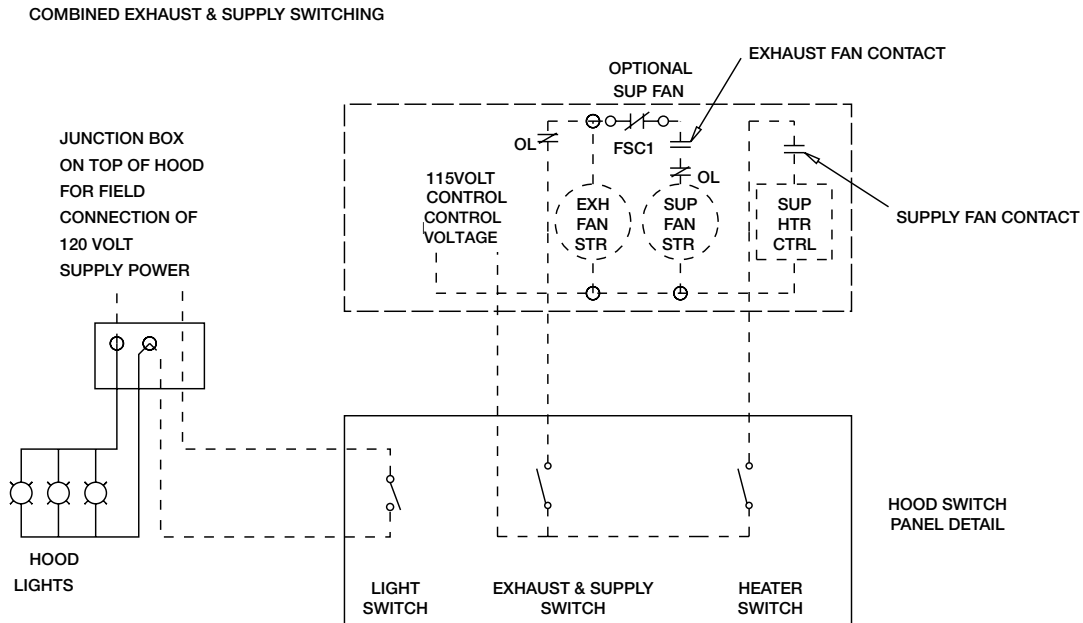 COMBINED EXHAUST & SUPPLY SWITCHING
EXHAUST FAN CONTACT
OPTIONAL
SUP FAN
JUNCTION BOX
ON TOP OF HOOD
FOR FIELD
CONNECTION OF
120 VOLT
SUPPLY POWER
OL
FSC1
OL
115VOLT
CONTROL
CONTROL
VOLTAGE
EXH
FAN
STR
SUP
FAN
STR
SUP
HTR
CTRL
SUPPLY FAN CONTACT
HOOD SWITCH
PANEL DETAIL
HOOD
LIGHTS
LIGHT
SWITCH
EXHAUST & SUPPLY
SWITCH
HEATER
SWITCH